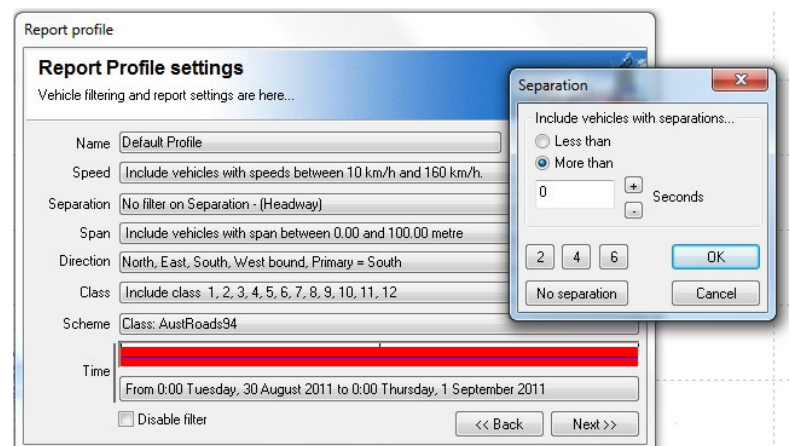 Report profile
Report Profile settings
Vehicle filtering and report settings are here...
Name Default Profile
Speed Include vehicles with speeds between 10 km/h and 160 km/h.
Separation No filter on Separation - (Headway)
Span Include vehicles with span between 0.00 and 100.00 metre
Direction North, East, South, West bound, Primary = South
Class Include class 1, 2, 3, 4, 5, 6, 7, 8, 9, 10, 11, 12
Scheme Class: AustRoads94
Time
From 0:00 Tuesday, 30 August 2011 to 0:00 Thursday, 1 September 2011
Disable filter << Back Next >>
Separation
Include vehicles with separations...
Less than
More than
0 + - Seconds
2 4 6 OK
No separation Cancel